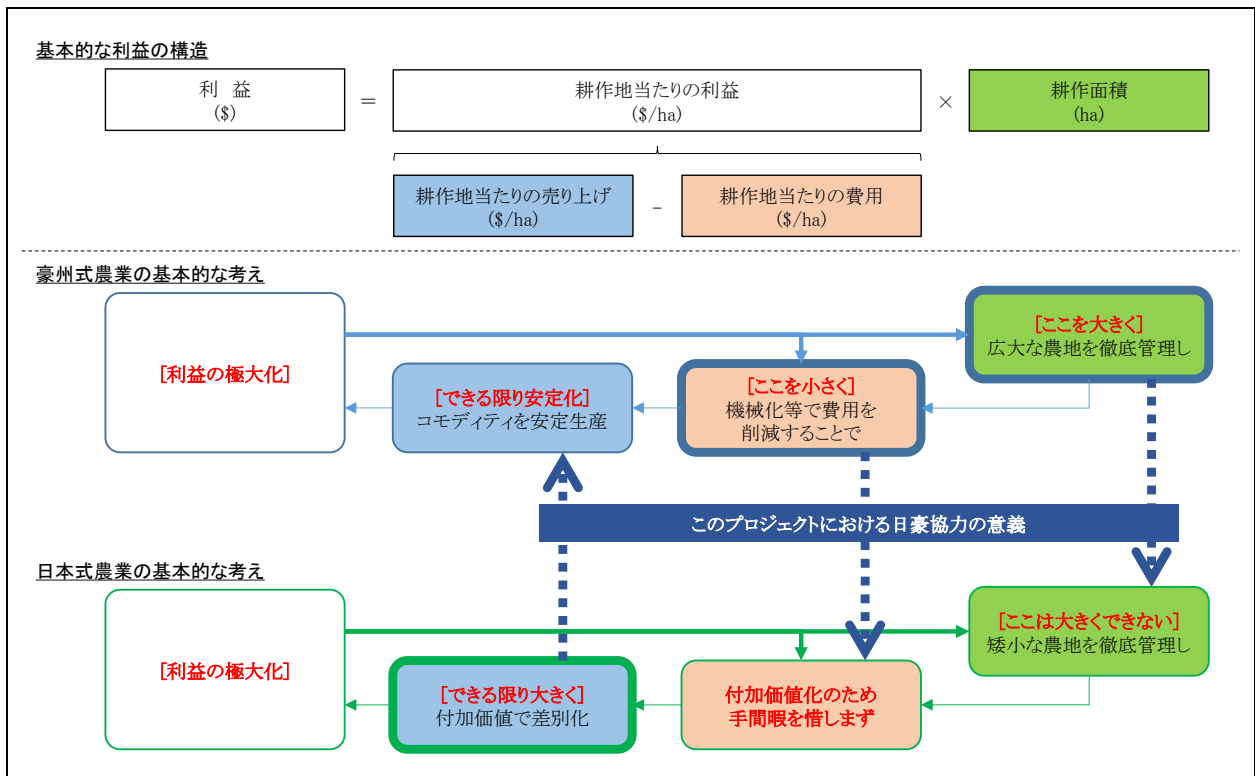 基本的な利益の構造
利 益
($)
=
耕作地当たりの利益
($/ha)
×
耕作面積
(ha)
耕作地当たりの売り上げ
($/ha)
-
耕作地当たりの費用
($/ha)
豪州式農業の基本的な考え
[利益の極大化]
[できる限り安定化]
コモディティを安定生産
[ここを小さく]
機械化等で費用を
削減することで
[ここを大きく]
広大な農地を徹底管理し
このプロジェクトにおける日豪協力の意義
日本式農業の基本的な考え
[利益の極大化]
[できる限り大きく]
付加価値で差別化
付加価値化のため
手間暇を惜しまず
[ここは大きくできない]
矮小な農地を徹底管理し